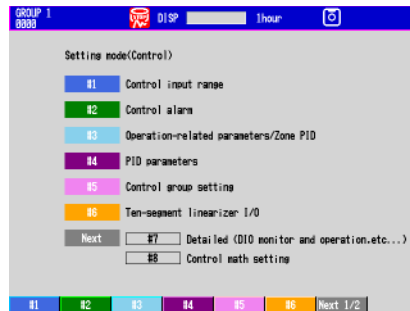 GROUP 1
0000
DISP
1hour
Setting mode(Control)
#1 Control input range
#2 Control alarm
#3 Operation-related parameters/Zone PID
#4 PID parameters
#5 Control group setting
#6 Ten-segment linearizer I/O
Next #7 Detailed (DIO monitor and operation.etc...)
#8 Control math setting
#1 #2 #3 #4 #5 #6 Next 1/2